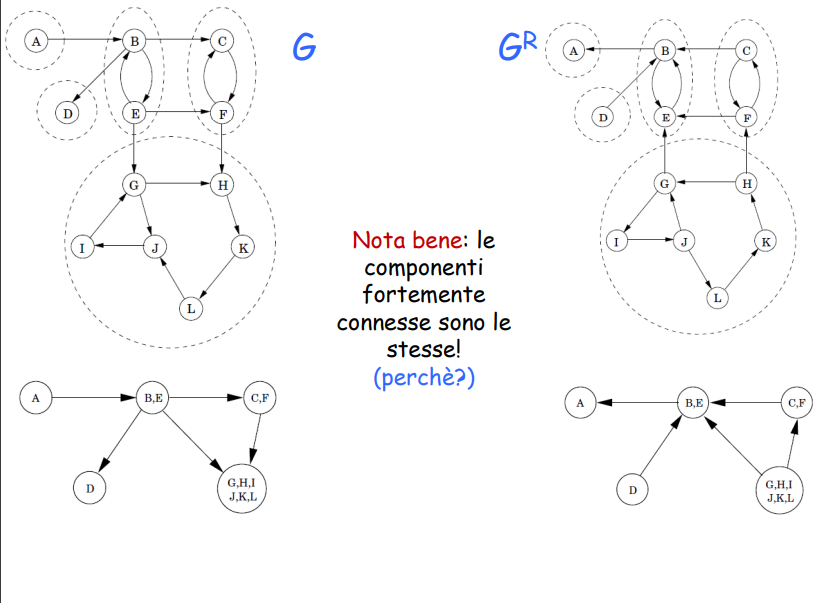 G
G^R
A
B
C
D
E
F
G
H
I
J
K
L
A
B
C
D
E
F
G
H
I
J
K
L
Nota bene: le
componenti
fortemente
connesse sono le
stesse!
(perchè?)
A
B,E
C,F
D
G,H,I
J,K,L
A
B,E
C,F
D
G,H,I
J,K,L